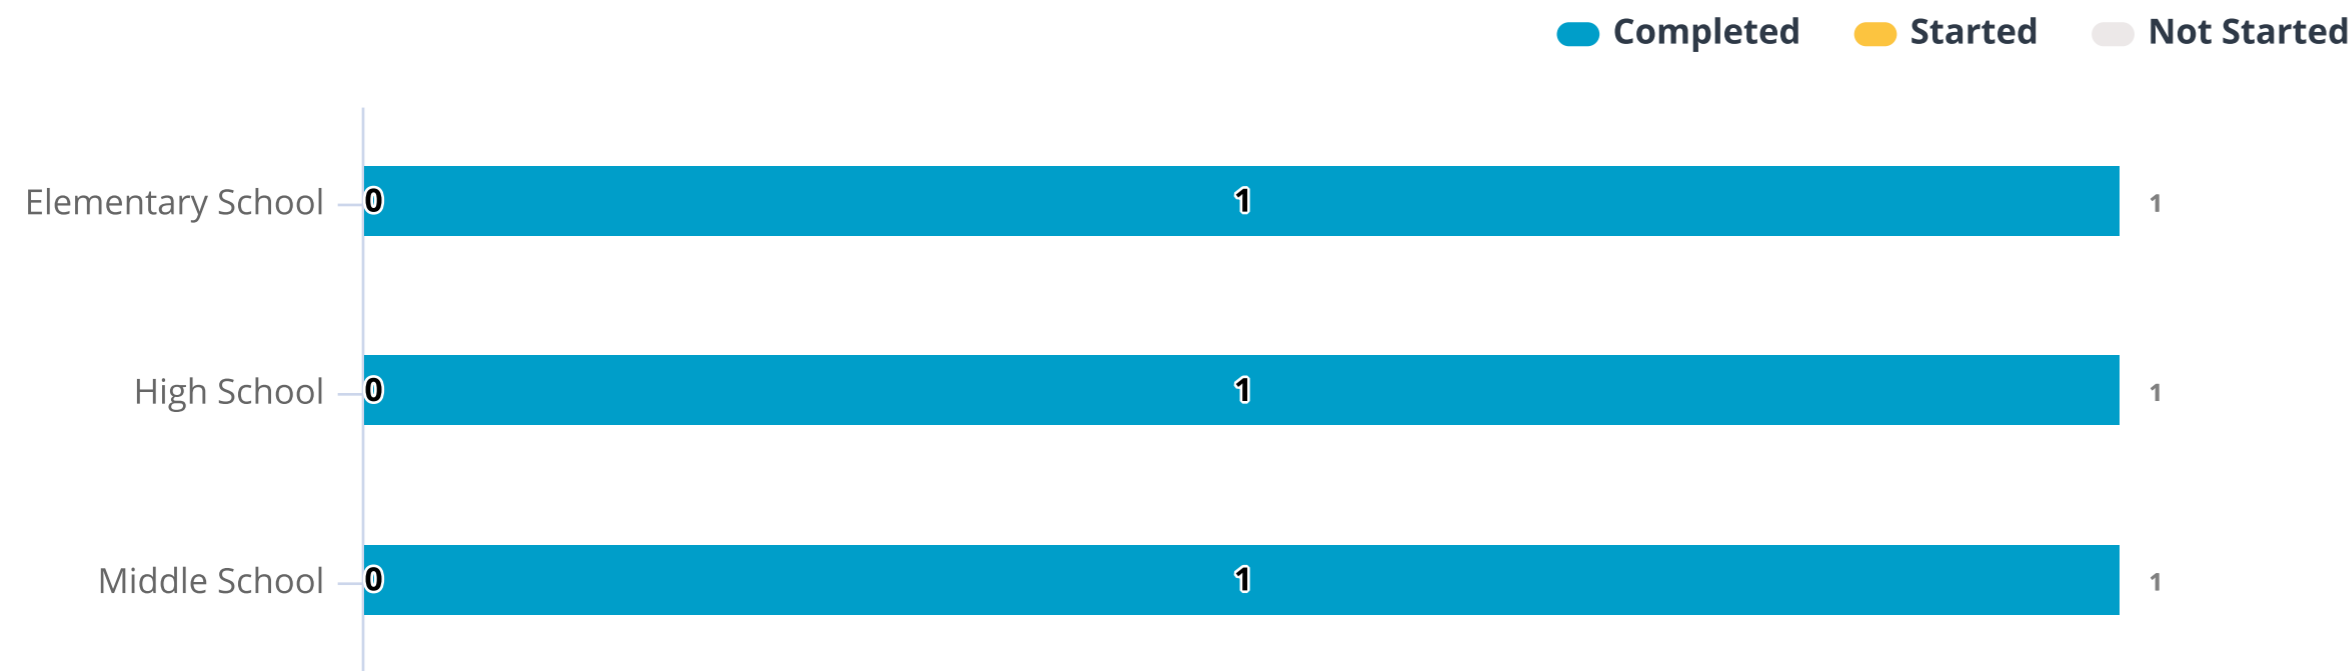 Completed Started Not Started
Elementary School 0 1 1
High School 0 1 1
Middle School 0 1 1